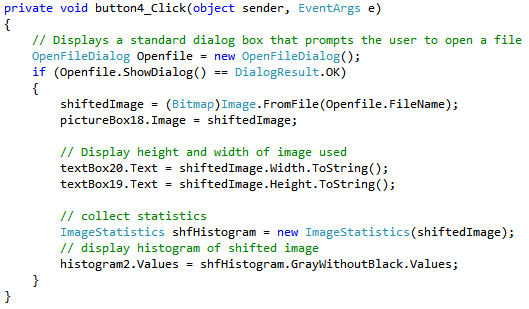 private void button4_Click(object sender, EventArgs e)
{
    // Displays a standard dialog box that prompts the user to open a file
    OpenFileDialog Openfile = new OpenFileDialog();
    if (Openfile.ShowDialog() == DialogResult.OK)
    {
        shiftedImage = (Bitmap)Image.FromFile(Openfile.FileName);
        pictureBox18.Image = shiftedImage;

        // Display height and width of image used
        textBox20.Text = shiftedImage.Width.ToString();
        textBox19.Text = shiftedImage.Height.ToString();

        // collect statistics
        ImageStatistics shfHistogram = new ImageStatistics(shiftedImage);
        // display histogram of shifted image
        histogram2.Values = shfHistogram.GrayWithoutBlack.Values;
    }
}